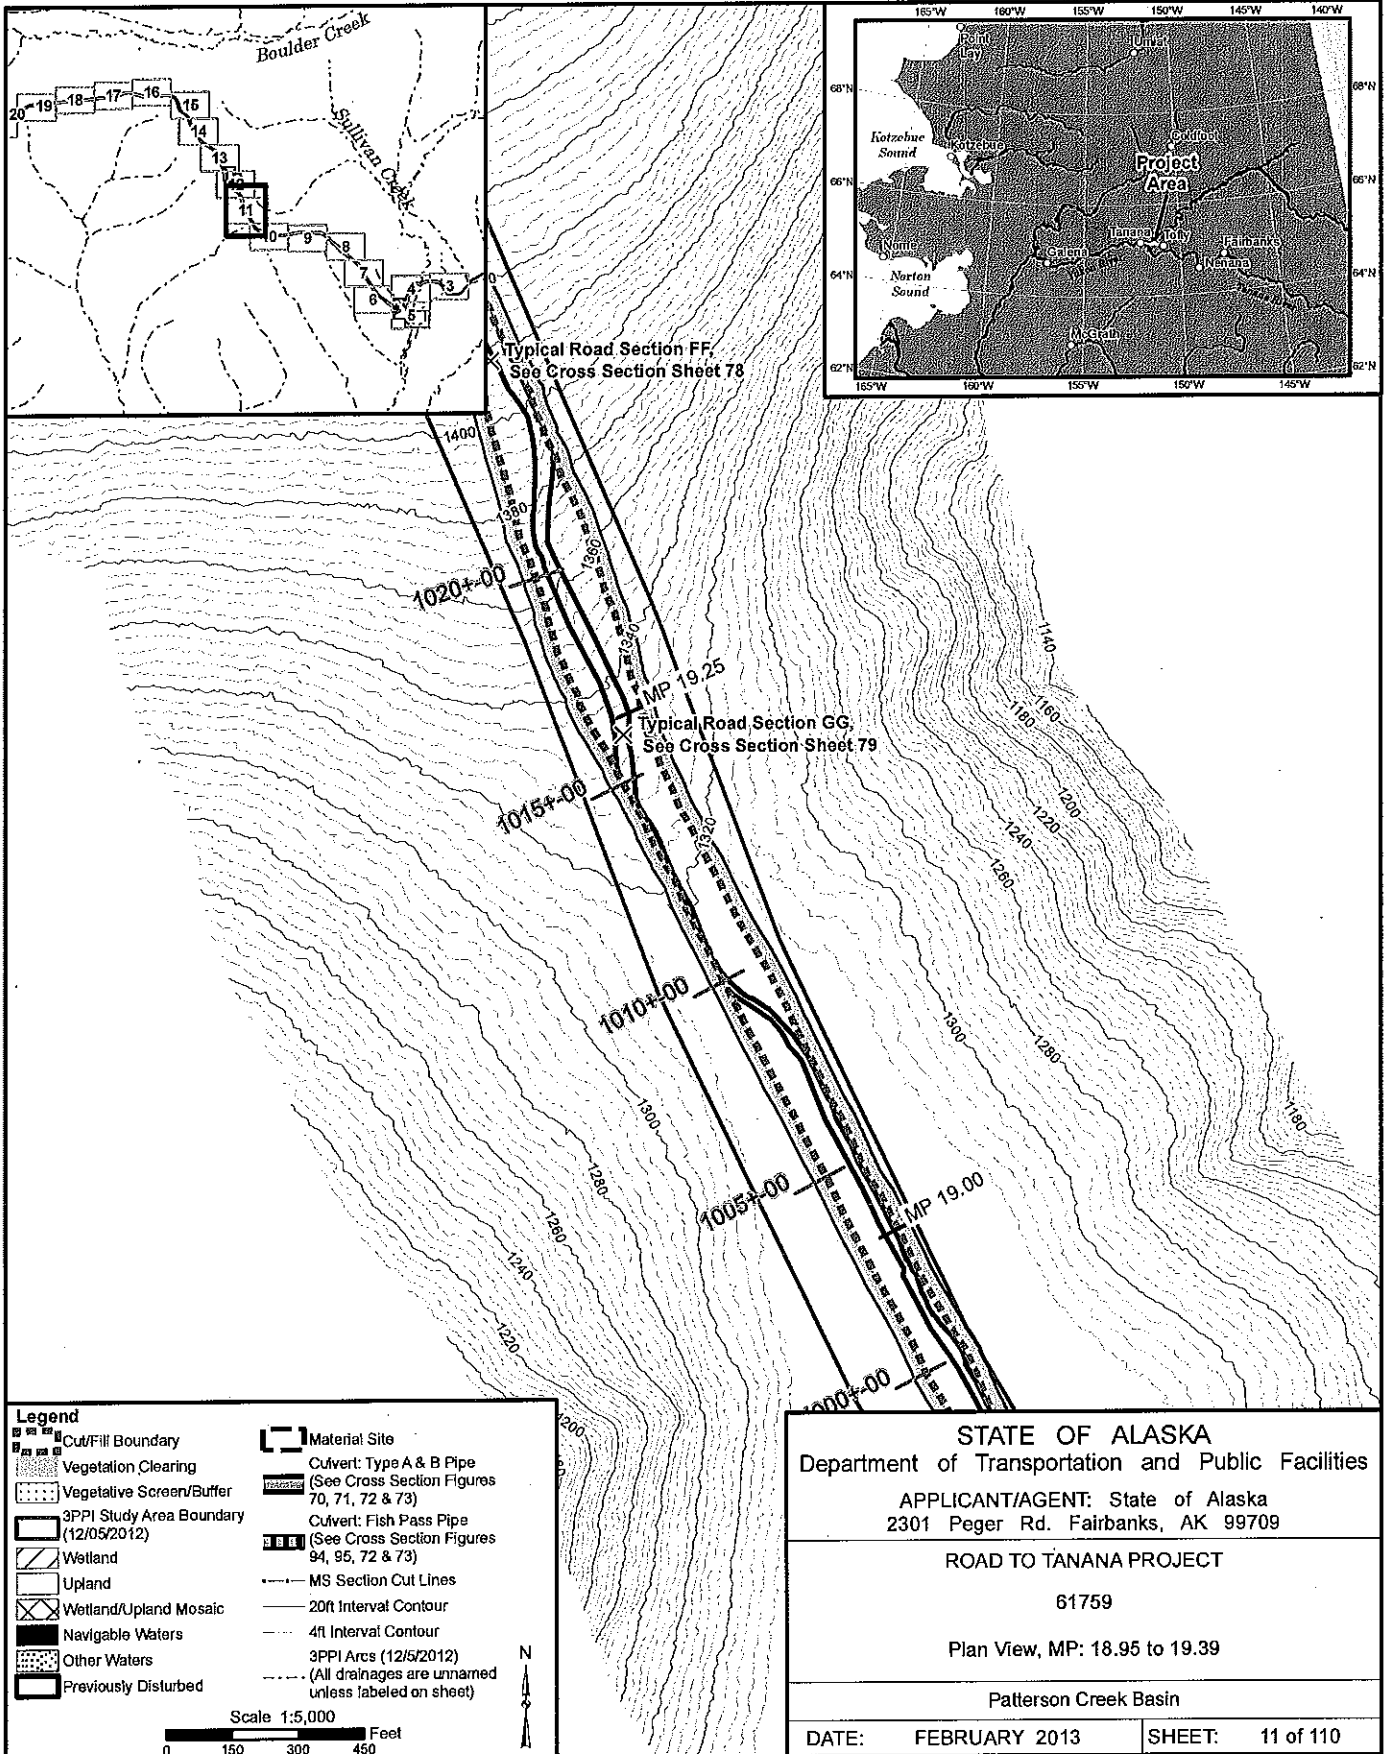 Boulder Creek
Sullivan Creek
20
19
18
17
16
15
14
13
11
9
8
7
6
5
4
3
165°W 160°W 155°W 150°W 145°W 140°W
Point
Lay
Umiat
68°N
68°N
Kotzebue
Sound
Kotzebue
Coldfoot
Project
Area
66°N
66°N
Nome
Norton
Sound
Galena
Tanana
Tofty
Fairbanks
Nenana
64°N
64°N
McGrath
62°N
62°N
165°W 160°W 155°W 150°W 145°W
Typical Road Section FF,
See Cross Section Sheet 78
1400
1380
1360
1340
1020+00
MP 19.25
Typical Road Section GG,
See Cross Section Sheet 79
1015+00
1320
1140
1160
1180
1200
1220
1240
1260
1010+00
1300
1280
1180
1300
1280
1260
1240
1220
1200
1005+00
MP 19.00
000+00
Legend
Cut/Fill Boundary
Vegetation Clearing
Vegetative Screen/Buffer
3PPI Study Area Boundary
(12/05/2012)
Wetland
Upland
Wetland/Upland Mosaic
Navigable Waters
Other Waters
Previously Disturbed
Material Site
Culvert: Type A & B Pipe
(See Cross Section Figures
70, 71, 72 & 73)
Culvert: Fish Pass Pipe
(See Cross Section Figures
94, 95, 72 & 73)
MS Section Cut Lines
20ft Interval Contour
4ft Interval Contour
3PPI Arcs (12/5/2012)
(All drainages are unnamed
unless labeled on sheet)
N
Scale 1:5,000
Feet
0 150 300 450
STATE OF ALASKA
Department of Transportation and Public Facilities
APPLICANT/AGENT: State of Alaska
2301 Peger Rd. Fairbanks, AK 99709
ROAD TO TANANA PROJECT
61759
Plan View, MP: 18.95 to 19.39
Patterson Creek Basin
DATE: FEBRUARY 2013 SHEET: 11 of 110